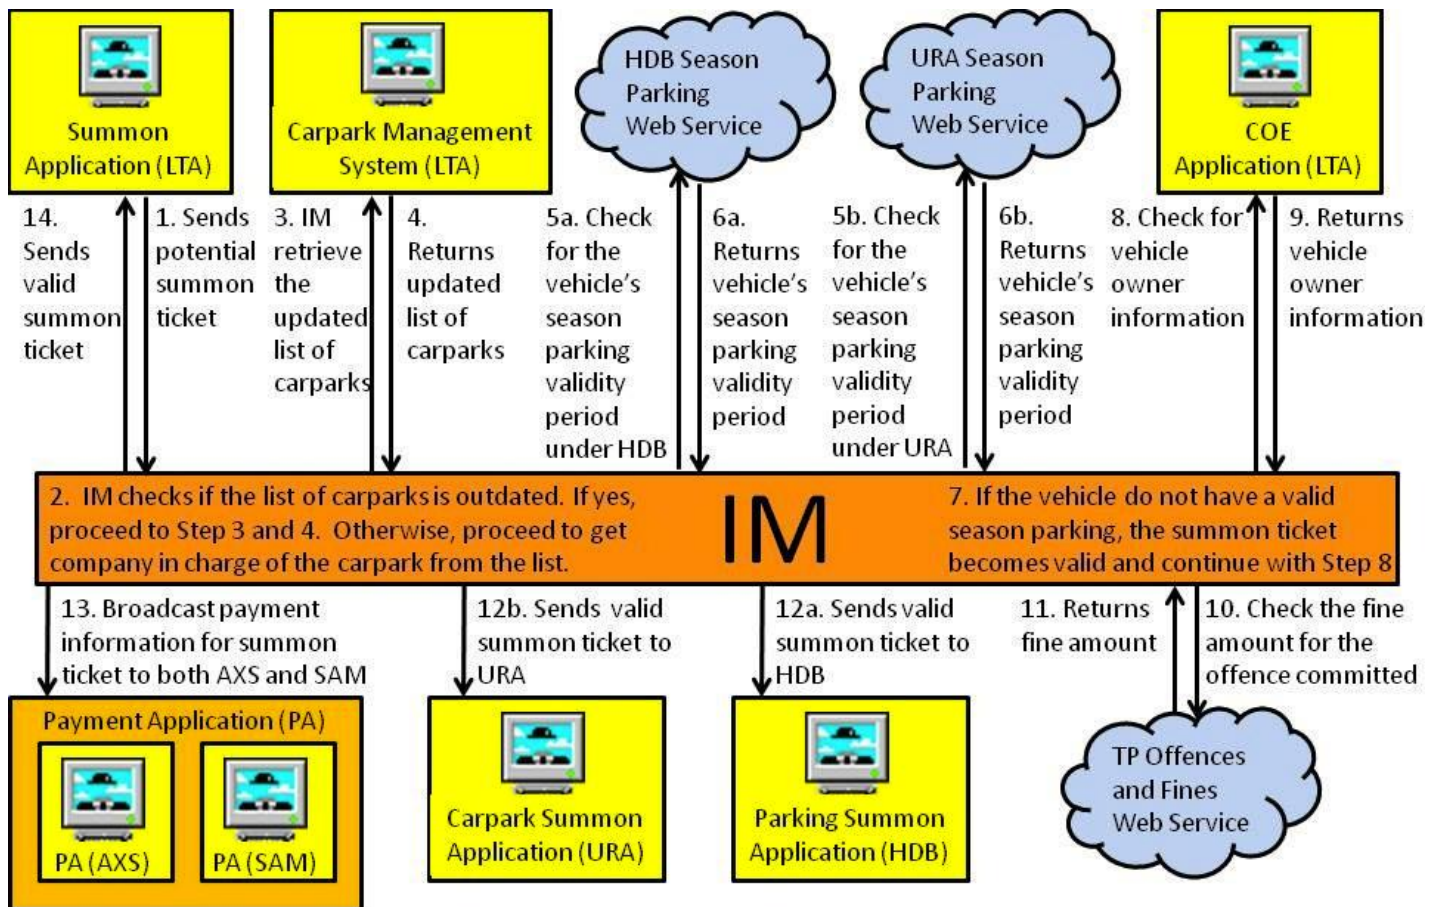 Summon
Application (LTA)
Carpark Management
System (LTA)
HDB Season
Parking
Web Service
URA Season
Parking
Web Service
COE
Application (LTA)
14.
Sends
valid
summon
ticket
1. Sends
potential
summon
ticket
3. IM
retrieve
the
updated
list of
carparks
4.
Returns
updated
list of
carparks
5a. Check
for the
vehicle's
season
parking
validity
period
under HDB
6a.
Returns
vehicle's
season
parking
validity
period
5b. Check
for the
vehicle's
season
parking
validity
period
under URA
6b.
Returns
vehicle's
season
parking
validity
period
8. Check for
vehicle
owner
information
9. Returns
vehicle
owner
information
2. IM checks if the list of carparks is outdated. If yes,
proceed to Step 3 and 4. Otherwise, proceed to get
company in charge of the carpark from the list.
IM
7. If the vehicle do not have a valid
season parking, the summon ticket
becomes valid and continue with Step 8
13. Broadcast payment
information for summon
ticket to both AXS and SAM
12b. Sends valid
summon ticket to
URA
12a. Sends valid
summon ticket to
HDB
11. Returns
fine amount
10. Check the fine
amount for the
offence committed
Payment Application (PA)
PA (AXS)
PA (SAM)
Carpark Summon
Application (URA)
Parking Summon
Application (HDB)
TP Offences
and Fines
Web Service